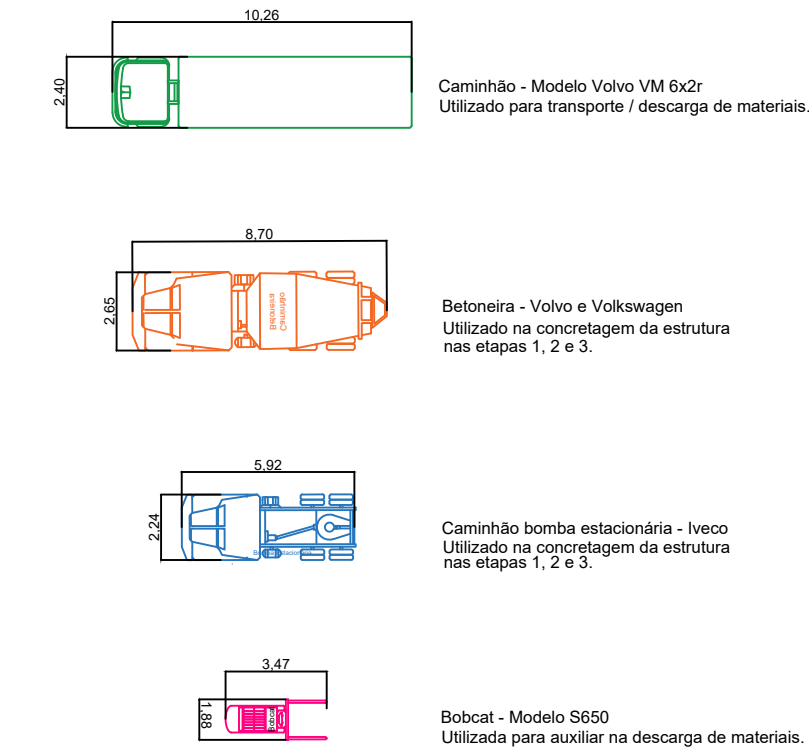 10,26
2,40
Caminhão - Modelo Volvo VM 6x2r
Utilizado para transporte / descarga de materiais.
8,70
2,65
Betoneira
Caminhão
Betoneira - Volvo e Volkswagen
Utilizado na concretagem da estrutura
nas etapas 1, 2 e 3.
5,92
2,24
Caminhão bomba estacionária - Iveco
Utilizado na concretagem da estrutura
nas etapas 1, 2 e 3.
3,47
1,88
Bobcat
Bobcat - Modelo S650
Utilizada para auxiliar na descarga de materiais.